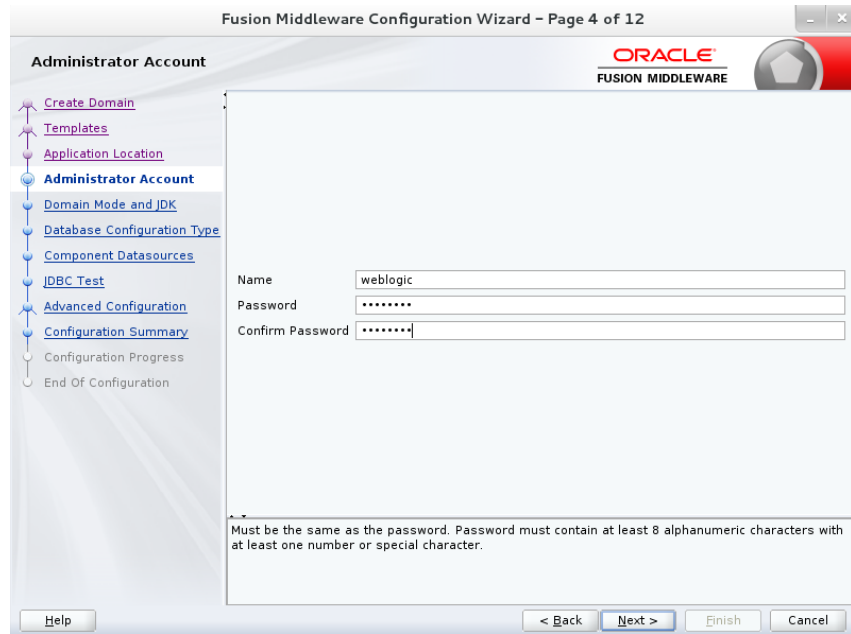 Fusion Middleware Configuration Wizard – Page 4 of 12
Administrator Account
ORACLE
FUSION MIDDLEWARE
Create Domain
Templates
Application Location
Administrator Account
Domain Mode and JDK
Database Configuration Type
Component Datasources
JDBC Test
Advanced Configuration
Configuration Summary
Configuration Progress
End Of Configuration
Name weblogic
Password ••••••••
Confirm Password ••••••••
Must be the same as the password. Password must contain at least 8 alphanumeric characters with
at least one number or special character.
Help < Back Next > Finish Cancel